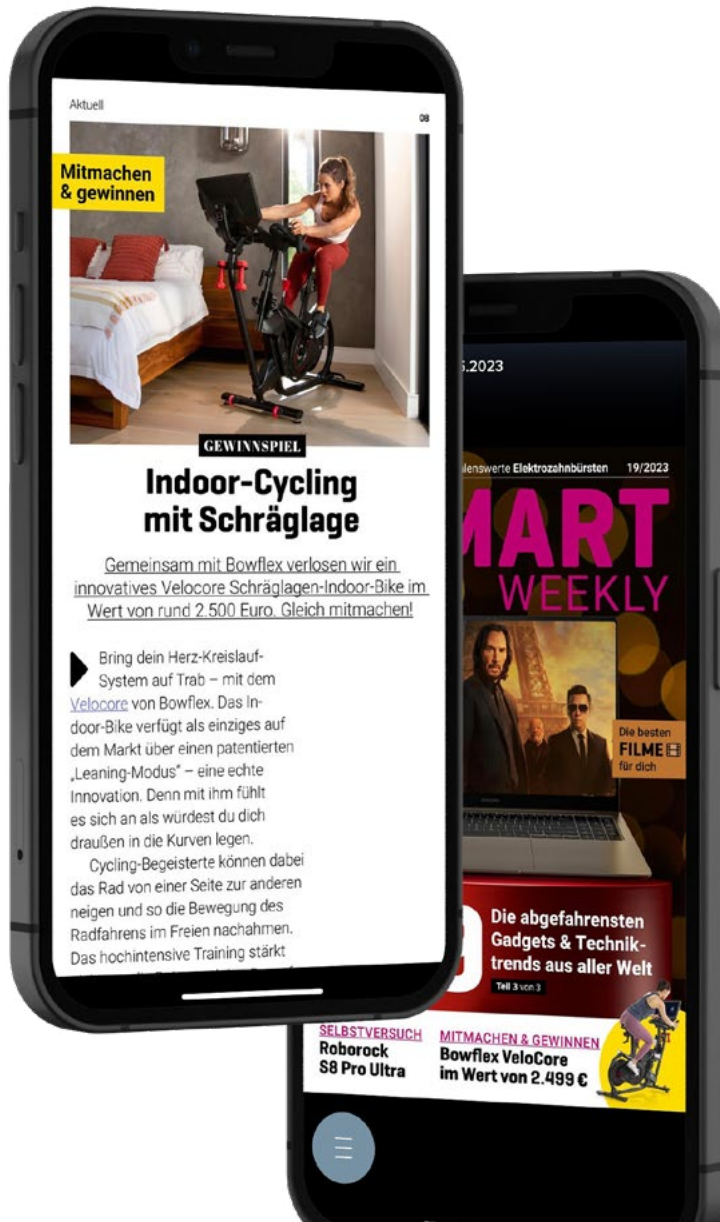 Aktuell
08
Mitmachen
& gewinnen
GEWINNSPIEL
Indoor-Cycling
mit Schräglage
Gemeinsam mit Bowflex verlosen wir ein
innovatives Velocore Schräglagen-Indoor-Bike im
Wert von rund 2.500 Euro. Gleich mitmachen!
Bring dein Herz-Kreislauf-
System auf Trab – mit dem
Velocore von Bowflex. Das In-
door-Bike verfügt als einziges auf
dem Markt über einen patentierten
„Leaning-Modus“ – eine echte
Innovation. Denn mit ihm fühlt
es sich an als würdest du dich
draußen in die Kurven legen.
Cycling-Begeisterte können dabei
das Rad von einer Seite zur anderen
neigen und so die Bewegung des
Radfahrens im Freien nachahmen.
Das hochintensive Training stärkt
.2023
lenswerte Elektrozahnbürsten 19/2023
MART
WEEKLY
Die besten
FILME
für dich
Die abgefahrensten
Gadgets & Technik-
trends aus aller Welt
Teil 3 von 3
SELBSTVERSUCH
Roborock
S8 Pro Ultra
MITMACHEN & GEWINNEN
Bowflex VeloCore
im Wert von 2.499 €